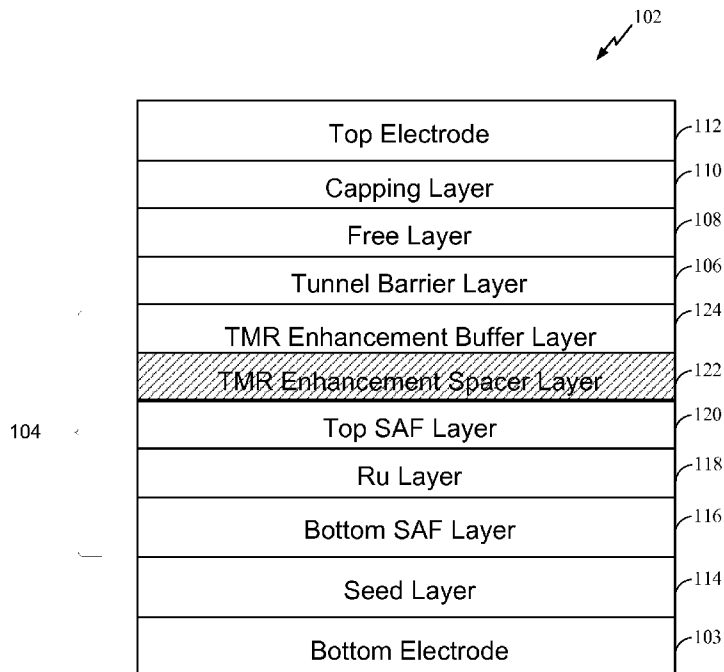 102
Top Electrode 112
Capping Layer 110
Free Layer 108
Tunnel Barrier Layer 106
TMR Enhancement Buffer Layer 124
TMR Enhancement Spacer Layer 122
104
Top SAF Layer 120
Ru Layer 118
Bottom SAF Layer 116
Seed Layer 114
Bottom Electrode 103